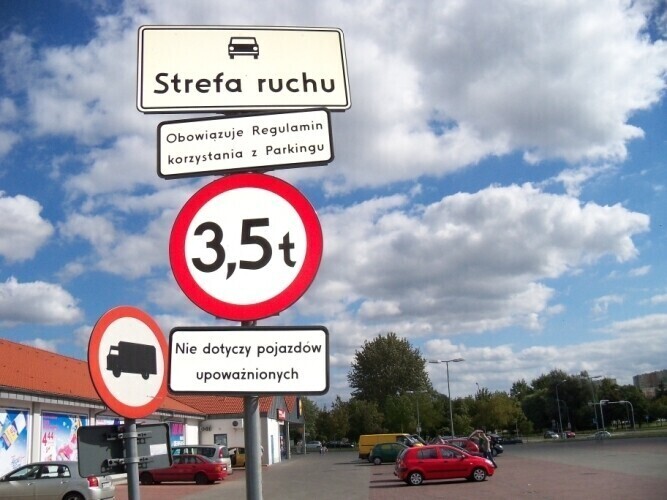 Strefa ruchu
Obowiązuje Regulamin
korzystania z Parkingu
3,5t
Nie dotyczy pojazdów
upoważnionych